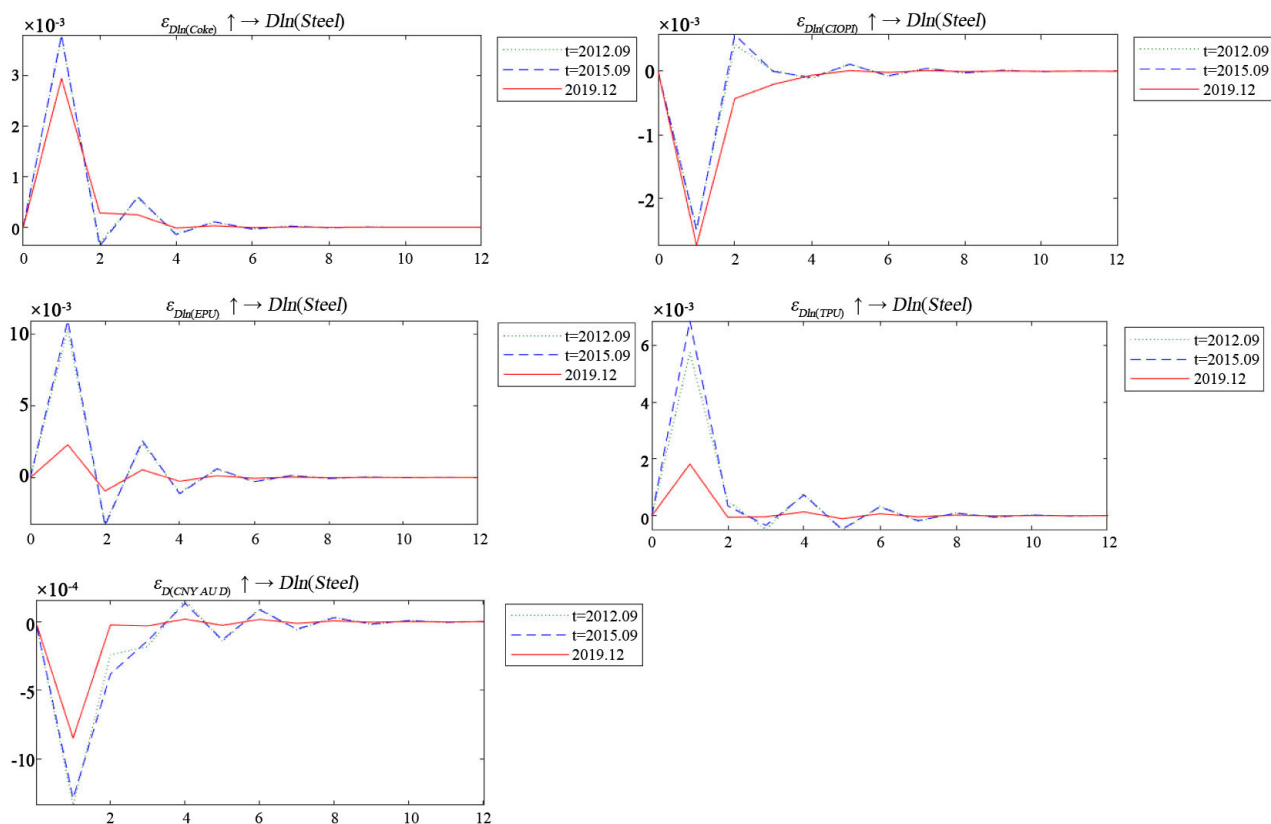 ε_Dln(Coke) ↑ → Dln(Steel)
×10⁻³
3
2
1
0
0 2 4 6 8 10 12
t=2012.09
t=2015.09
2019.12
ε_Dln(CIOPI) ↑ → Dln(Steel)
×10⁻³
0
-1
-2
0 2 4 6 8 10 12
t=2012.09
t=2015.09
2019.12
ε_Dln(EPU) ↑ → Dln(Steel)
×10⁻³
10
5
0
0 2 4 6 8 10 12
t=2012.09
t=2015.09
2019.12
ε_Dln(TPU) ↑ → Dln(Steel)
×10⁻³
6
4
2
0
0 2 4 6 8 10 12
t=2012.09
t=2015.09
2019.12
ε_D(CNY AU D) ↑ → Dln(Steel)
×10⁻⁴
0
-5
-10
2 4 6 8 10 12
t=2012.09
t=2015.09
2019.12